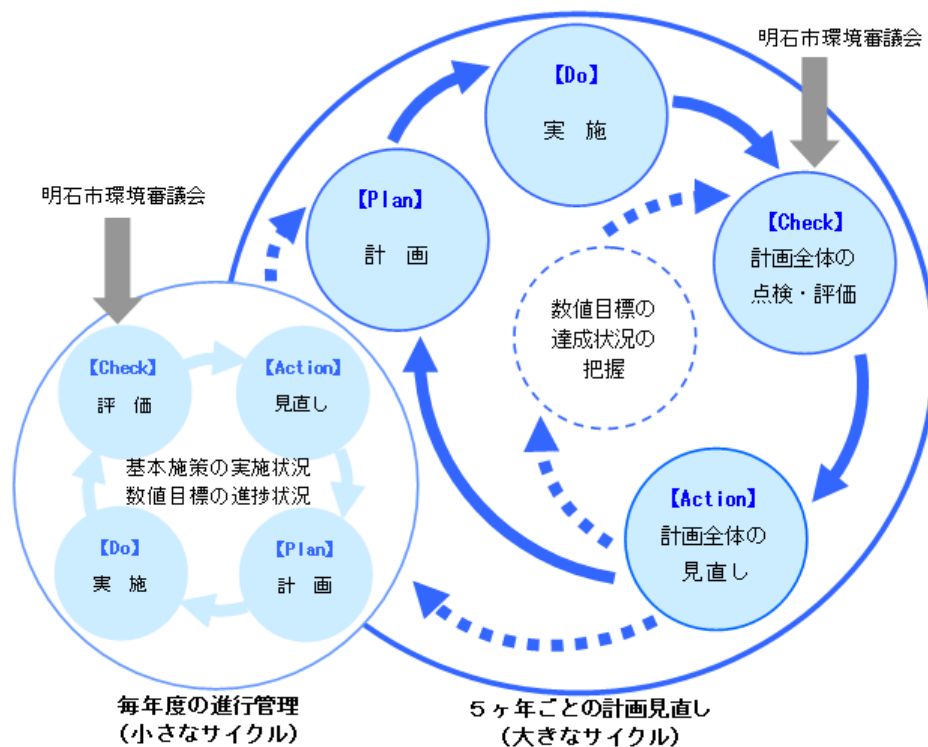 明石市環境審議会
【Do】
実　施
明石市環境審議会
【Plan】
計　画
【Check】
計画全体の
点検・評価
数値目標の
達成状況の
把握
【Check】
評　価
【Action】
見直し
基本施策の実施状況
数値目標の進捗状況
【Action】
計画全体の
見直し
【Do】
実　施
【Plan】
計　画
毎年度の進行管理
（小さなサイクル）
５ヶ年ごとの計画見直し
（大きなサイクル）